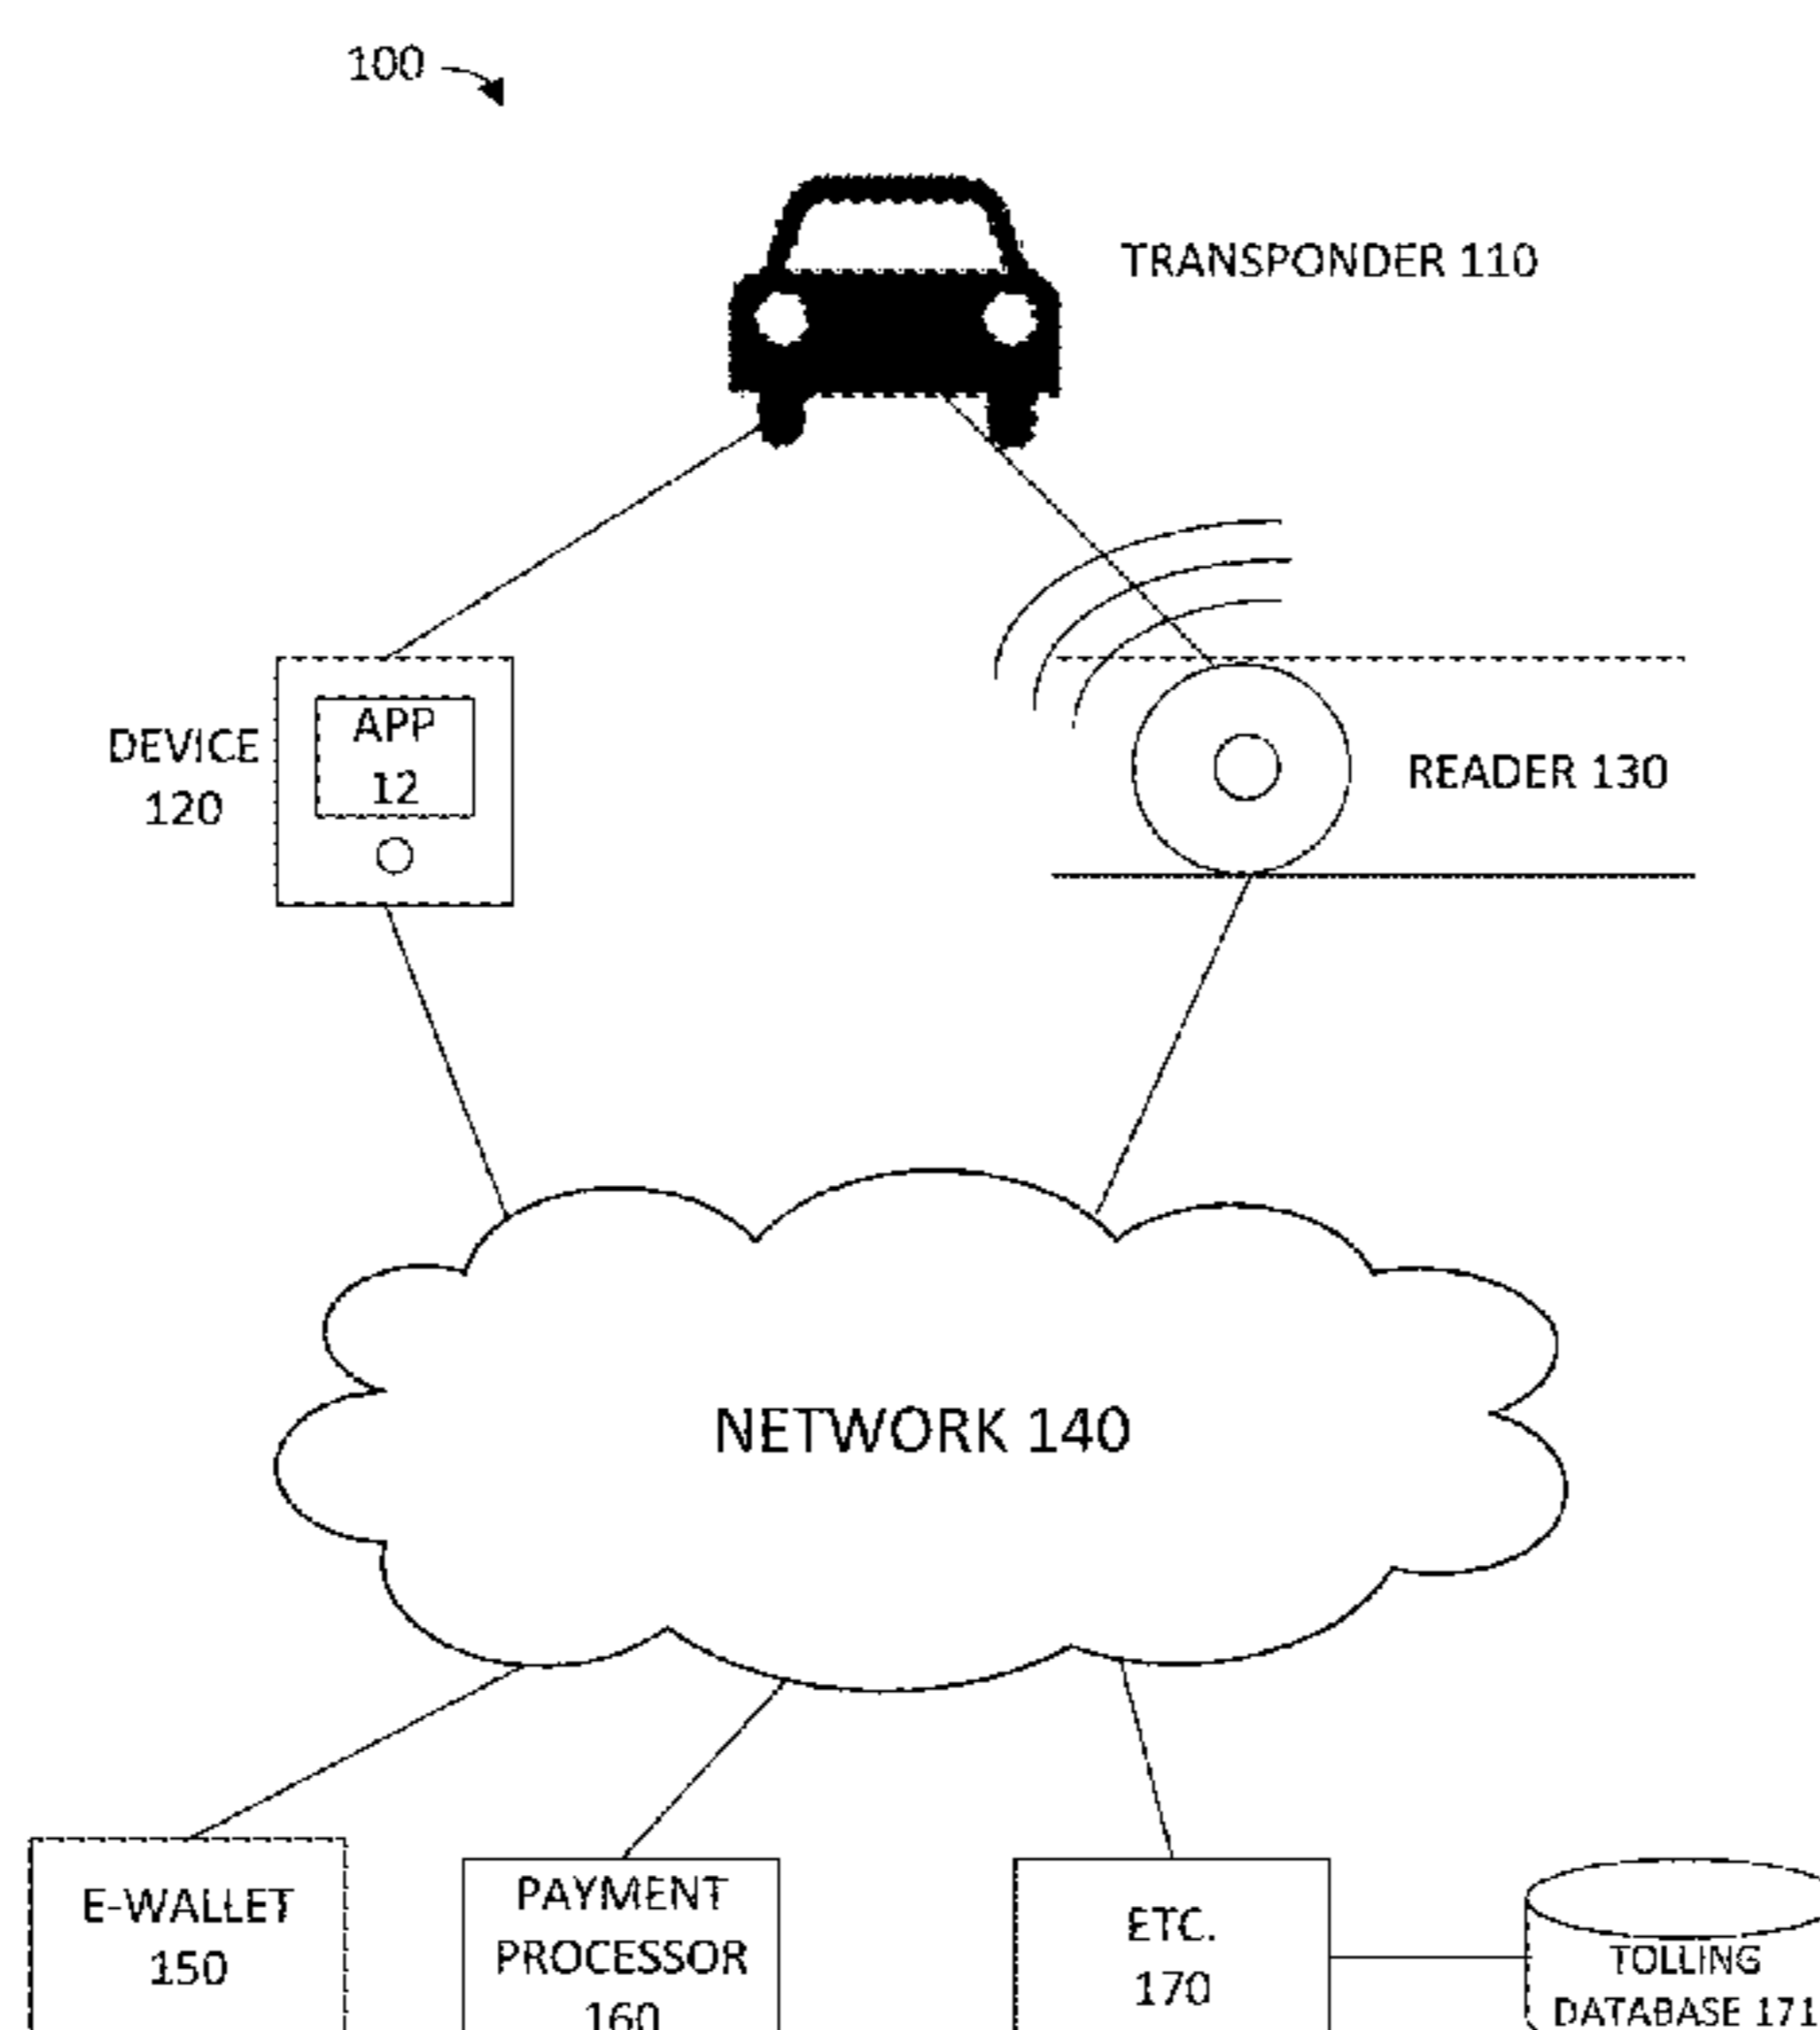 100
TRANSPONDER 110
DEVICE
120
APP
12
READER 130
NETWORK 140
E-WALLET
150
PAYMENT
PROCESSOR
160
ETC.
170
TOLLING
DATABASE 171